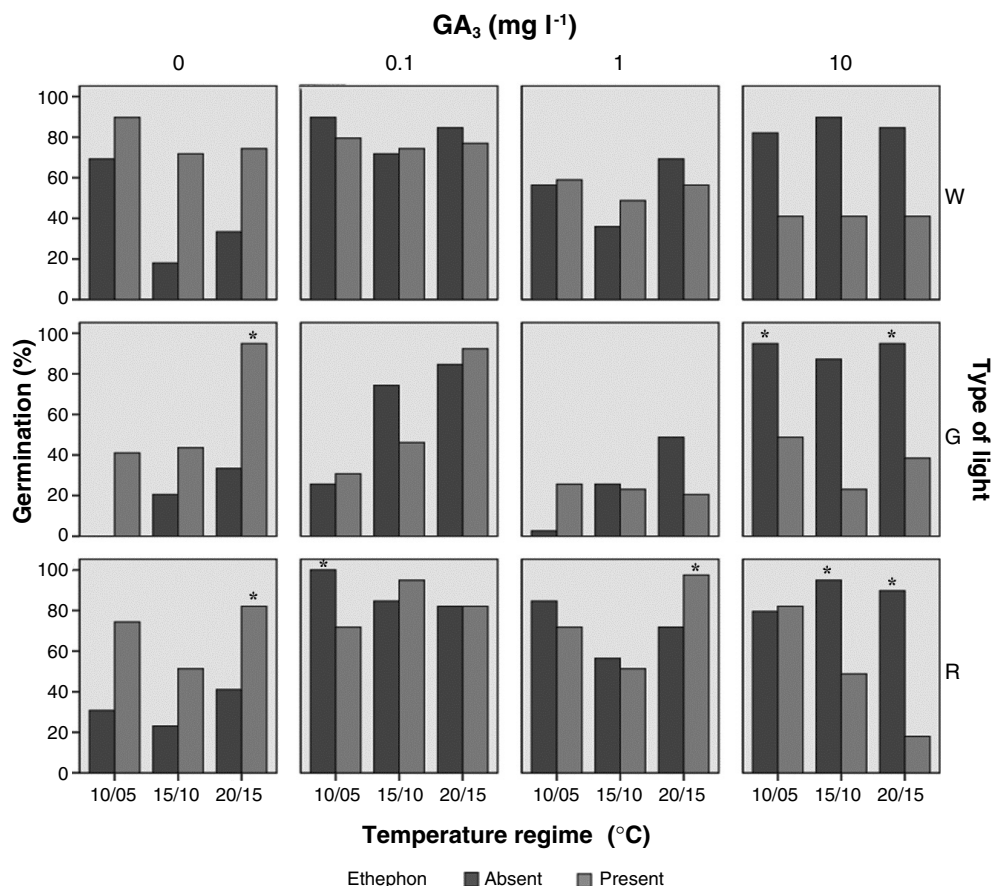 GA3 (mg l-1)
0 0.1 1 10
100
80
60
40
20
0
W
100
80
60
40
20
0
*
* *
G
100
80
60
40
20
0
*
*
*
* *
R
Germination (%)
Type of light
10/05 15/10 20/15 10/05 15/10 20/15 10/05 15/10 20/15 10/05 15/10 20/15
Temperature regime (°C)
Ethephon Absent Present